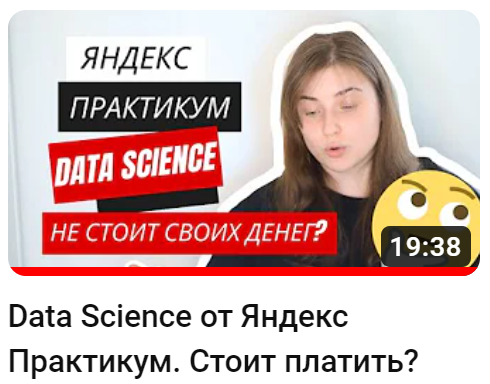 ЯНДЕКС
ПРАКТИКУМ
DATA SCIENCE
НЕ СТОИТ СВОИХ ДЕНЕГ?
19:38
Data Science от Яндекс
Практикум. Стоит платить?